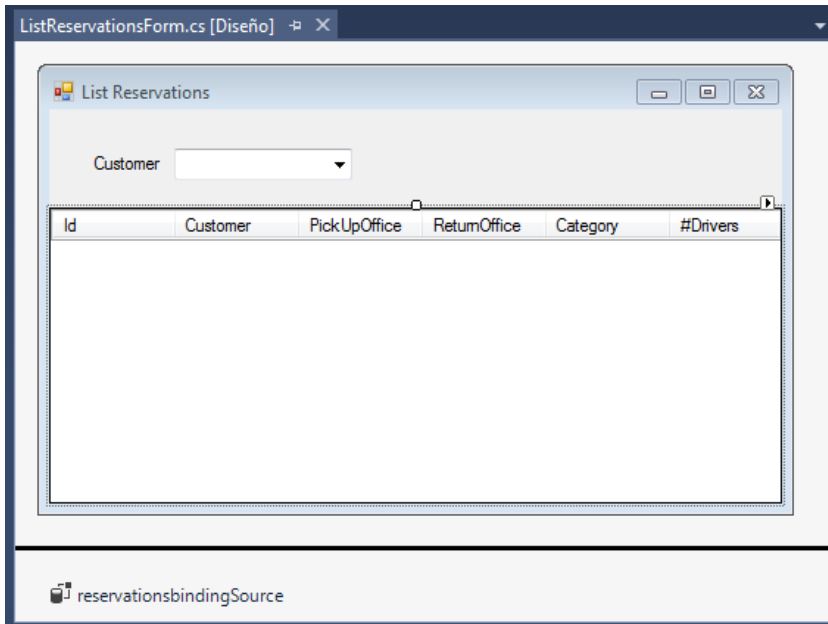 ListReservationsForm.cs [Diseño]
List Reservations
Customer
Id Customer PickUpOffice ReturnOffice Category #Drivers
reservationsbindingSource